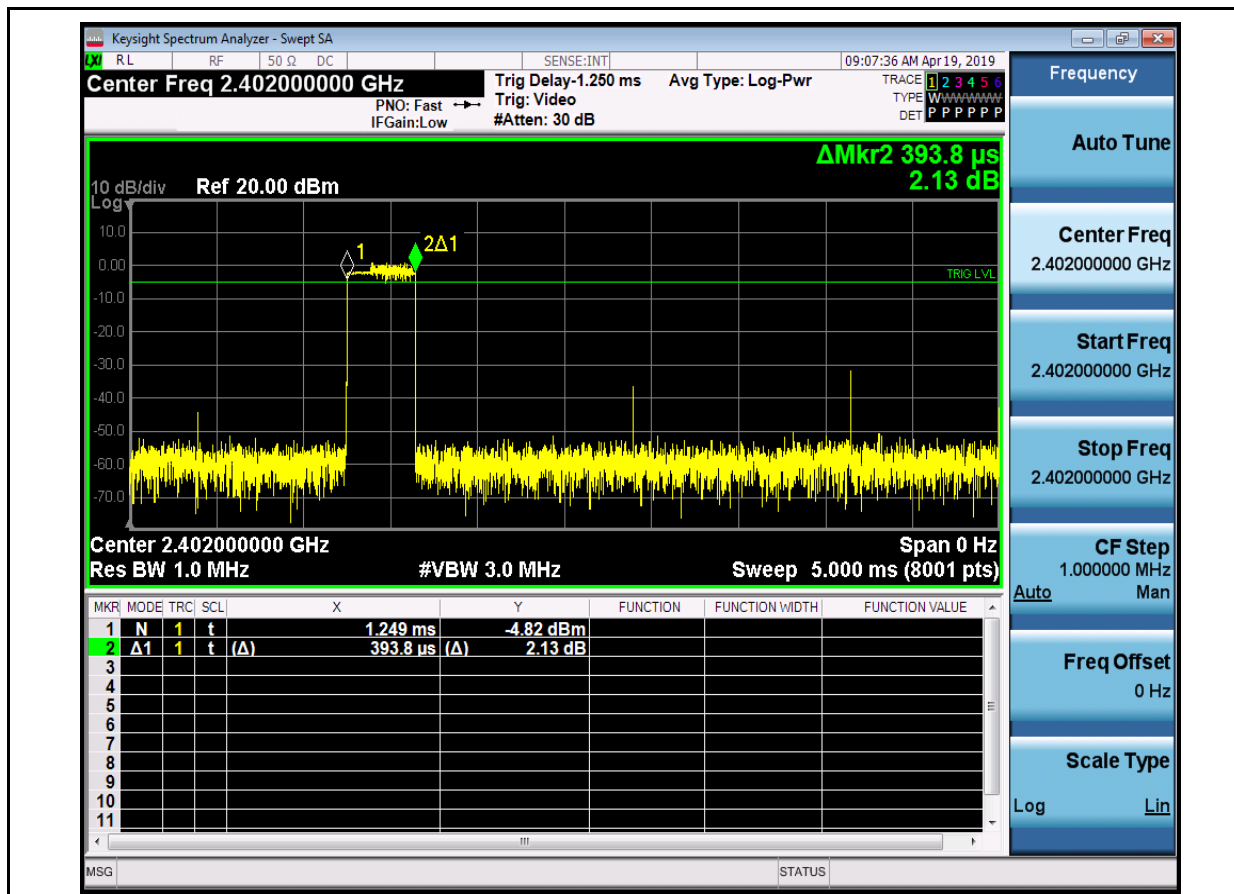 Keysight Spectrum Analyzer - Swept SA
LXI RL RF 50 Ω DC SENSE:INT 09:07:36 AM Apr 19, 2019
Center Freq 2.402000000 GHz
PNO: Fast
IFGain:Low
Trig Delay-1.250 ms
Trig: Video
#Atten: 30 dB
Avg Type: Log-Pwr
TRACE 1 2 3 4 5 6
TYPE WWWWWW
DET P P P P P P
ΔMkr2 393.8 µs
2.13 dB
10 dB/div Ref 20.00 dBm
Log
10.0
0.00
-10.0
-20.0
-30.0
-40.0
-50.0
-60.0
-70.0
1
2Δ1
TRIG LVL
Center 2.402000000 GHz Span 0 Hz
Res BW 1.0 MHz #VBW 3.0 MHz Sweep 5.000 ms (8001 pts)
MKR MODE TRC SCL X Y FUNCTION FUNCTION WIDTH FUNCTION VALUE
1 N 1 t 1.249 ms -4.82 dBm
2 Δ1 1 t (Δ) 393.8 µs (Δ) 2.13 dB
3
4
5
6
7
8
9
10
11
MSG STATUS
Frequency
Auto Tune
Center Freq
2.402000000 GHz
Start Freq
2.402000000 GHz
Stop Freq
2.402000000 GHz
CF Step
1.000000 MHz
Auto Man
Freq Offset
0 Hz
Scale Type
Log Lin